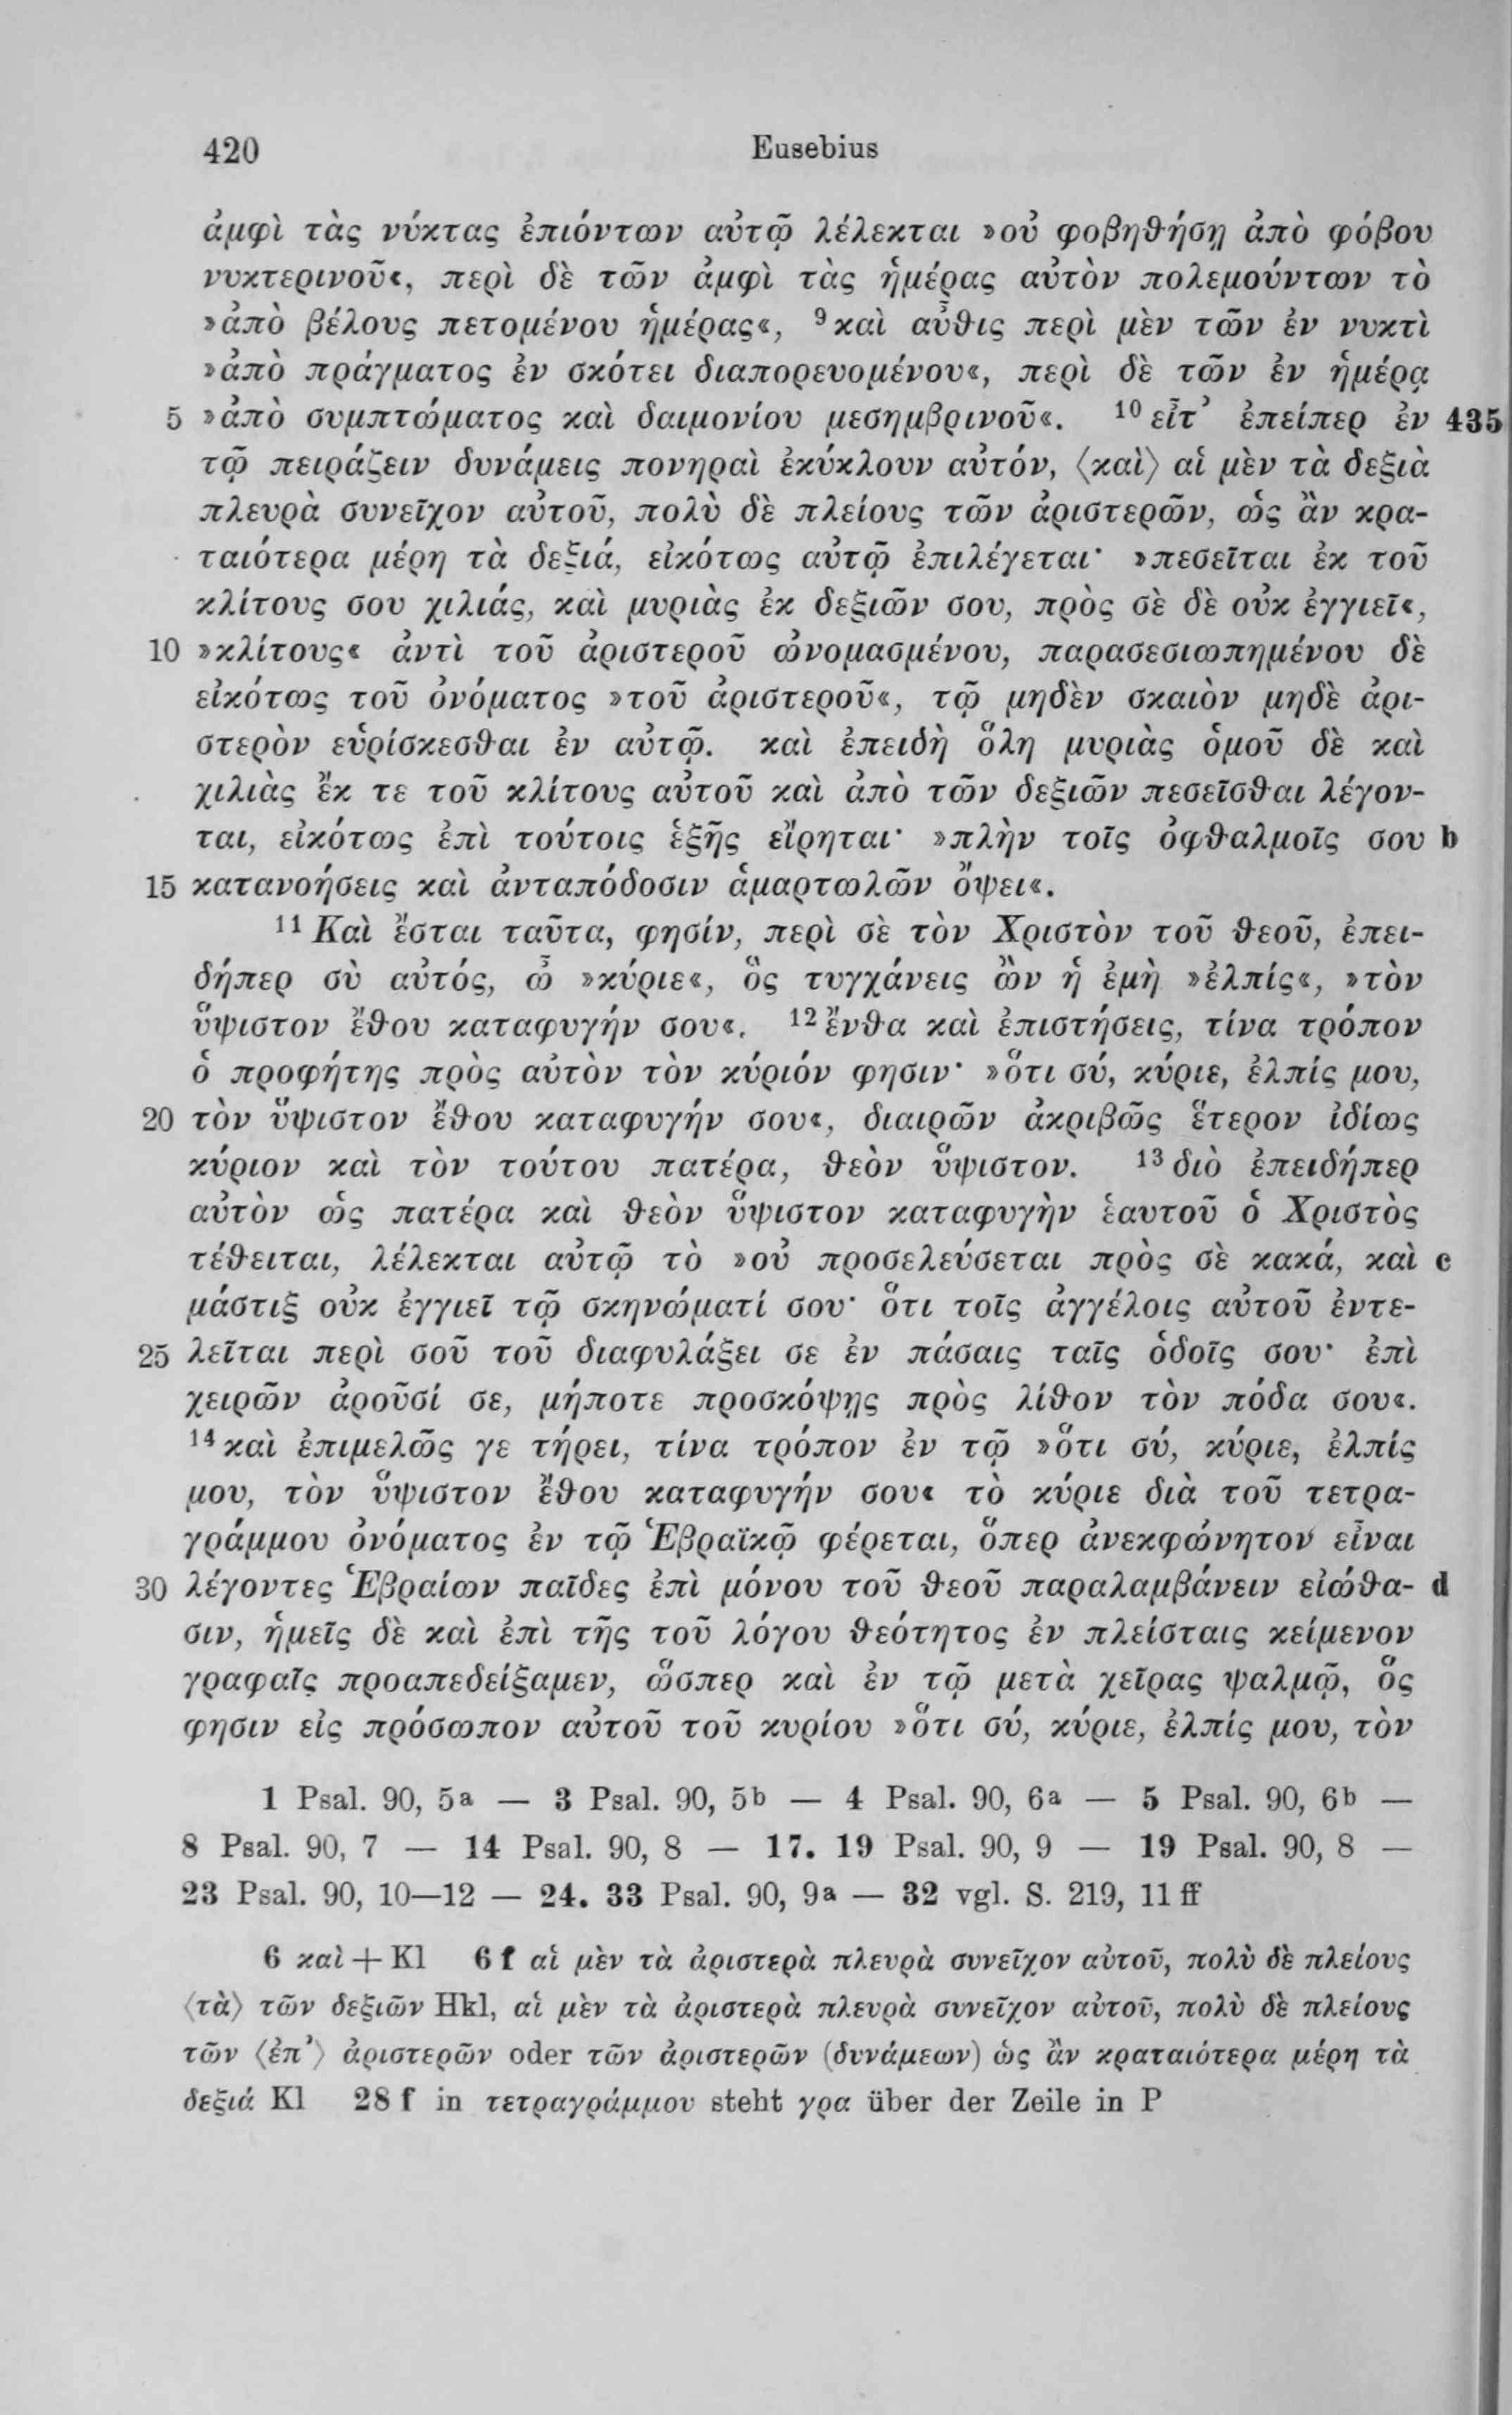 420 Eusebius
ἀμφὶ τὰς νύκτας ἐπιόντων αὐτῷ λέλεκται »οὐ φοβηθήσῃ ἀπὸ φόβου
νυκτερινοῦ«, περὶ δὲ τῶν ἀμφὶ τὰς ἡμέρας αὐτὸν πολεμούντων τὸ
»ἀπὸ βέλους πετομένου ἡμέρας«, ⁹καὶ αὖθις περὶ μὲν τῶν ἐν νυκτὶ
»ἀπὸ πράγματος ἐν σκότει διαπορευομένου«, περὶ δὲ τῶν ἐν ἡμέρᾳ
5 »ἀπὸ συμπτώματος καὶ δαιμονίου μεσημβρινοῦ«. ¹⁰εἶτ’ ἐπείπερ ἐν 435
τῷ πειράζειν δυνάμεις πονηραὶ ἐκύκλουν αὐτόν, ⟨καὶ⟩ αἱ μὲν τὰ δεξιὰ
πλευρὰ συνεῖχον αὐτοῦ, πολὺ δὲ πλείους τῶν ἀριστερῶν, ὡς ἂν κρα-
ταιότερα μέρη τὰ δεξιά, εἰκότως αὐτῷ ἐπιλέγεται· »πεσεῖται ἐκ τοῦ
κλίτους σου χιλιάς, καὶ μυριὰς ἐκ δεξιῶν σου, πρὸς σὲ δὲ οὐκ ἐγγιεῖ«,
10 »κλίτους« ἀντὶ τοῦ ἀριστεροῦ ὠνομασμένου, παρασεσιωπημένου δὲ
εἰκότως τοῦ ὀνόματος »τοῦ ἀριστεροῦ«, τῷ μηδὲν σκαιὸν μηδὲ ἀρι-
στερὸν εὑρίσκεσθαι ἐν αὐτῷ. καὶ ἐπειδὴ ὅλη μυριὰς ὁμοῦ δὲ καὶ
χιλιὰς ἔκ τε τοῦ κλίτους αὐτοῦ καὶ ἀπὸ τῶν δεξιῶν πεσεῖσθαι λέγον-
ται, εἰκότως ἐπὶ τούτοις ἑξῆς εἴρηται· »πλὴν τοῖς ὀφθαλμοῖς σου b
15 κατανοήσεις καὶ ἀνταπόδοσιν ἁμαρτωλῶν ὄψει«.
¹¹Καὶ ἔσται ταῦτα, φησίν, περὶ σὲ τὸν Χριστὸν τοῦ θεοῦ, ἐπει-
δήπερ σὺ αὐτός, ὦ »κύριε«, ὃς τυγχάνεις ὢν ἡ ἐμὴ »ἐλπίς«, »τὸν
ὕψιστον ἔθου καταφυγήν σου«. ¹²ἔνθα καὶ ἐπιστήσεις, τίνα τρόπον
ὁ προφήτης πρὸς αὐτὸν τὸν κύριόν φησιν· »ὅτι σύ, κύριε, ἐλπίς μου,
20 τὸν ὕψιστον ἔθου καταφυγήν σου«, διαιρῶν ἀκριβῶς ἕτερον ἰδίως
κύριον καὶ τὸν τούτου πατέρα, θεὸν ὕψιστον. ¹³διὸ ἐπειδήπερ
αὐτὸν ὡς πατέρα καὶ θεὸν ὕψιστον καταφυγὴν ἑαυτοῦ ὁ Χριστὸς
τέθειται, λέλεκται αὐτῷ τὸ »οὐ προσελεύσεται πρὸς σὲ κακά, καὶ c
μάστιξ οὐκ ἐγγιεῖ τῷ σκηνώματί σου· ὅτι τοῖς ἀγγέλοις αὐτοῦ ἐντε-
25 λεῖται περὶ σοῦ τοῦ διαφυλάξει σε ἐν πάσαις ταῖς ὁδοῖς σου· ἐπὶ
χειρῶν ἀροῦσί σε, μήποτε προσκόψῃς πρὸς λίθον τὸν πόδα σου«.
¹⁴καὶ ἐπιμελῶς γε τήρει, τίνα τρόπον ἐν τῷ »ὅτι σύ, κύριε, ἐλπίς
μου, τὸν ὕψιστον ἔθου καταφυγήν σου« τὸ κύριε διὰ τοῦ τετρα-
γράμμου ὀνόματος ἐν τῷ Ἑβραϊκῷ φέρεται, ὅπερ ἀνεκφώνητον εἶναι
30 λέγοντες Ἑβραίων παῖδες ἐπὶ μόνου τοῦ θεοῦ παραλαμβάνειν εἰώθα- d
σιν, ἡμεῖς δὲ καὶ ἐπὶ τῆς τοῦ λόγου θεότητος ἐν πλείσταις κείμενον
γραφαῖς προαπεδείξαμεν, ὥσπερ καὶ ἐν τῷ μετὰ χεῖρας ψαλμῷ, ὅς
φησιν εἰς πρόσωπον αὐτοῦ τοῦ κυρίου »ὅτι σύ, κύριε, ἐλπίς μου, τὸν
1 Psal. 90, 5ᵃ — 3 Psal. 90, 5ᵇ — 4 Psal. 90, 6ᵃ — 5 Psal. 90, 6ᵇ —
8 Psal. 90, 7 — 14 Psal. 90, 8 — 17. 19 Psal. 90, 9 — 19 Psal. 90, 8 —
23 Psal. 90, 10—12 — 24. 33 Psal. 90, 9ᵃ — 32 vgl. S. 219, 11 ff
6 καὶ + Kl 6 f αἱ μὲν τὰ ἀριστερὰ πλευρὰ συνεῖχον αὐτοῦ, πολὺ δὲ πλείους
⟨τὰ⟩ τῶν δεξιῶν Hkl, αἱ μὲν τὰ ἀριστερὰ πλευρὰ συνεῖχον αὐτοῦ, πολὺ δὲ πλείους
τῶν ⟨ἐπ’⟩ ἀριστερῶν oder τῶν ἀριστερῶν (δυνάμεων) ὡς ἂν κραταιότερα μέρη τὰ
δεξιά Kl 28 f in τετραγράμμου steht γρα über der Zeile in P